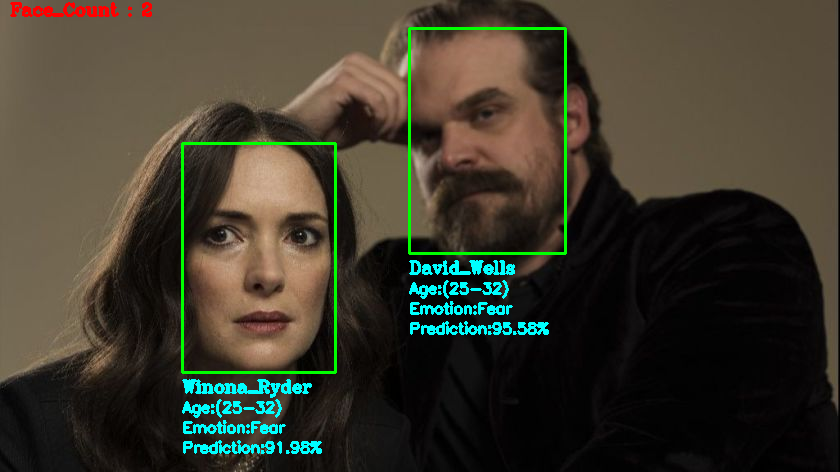 Face_Count : 2
David_Wells
Age:(25-32)
Emotion:Fear
Prediction:95.58%
Winona_Ryder
Age:(25-32)
Emotion:Fear
Prediction:91.98%